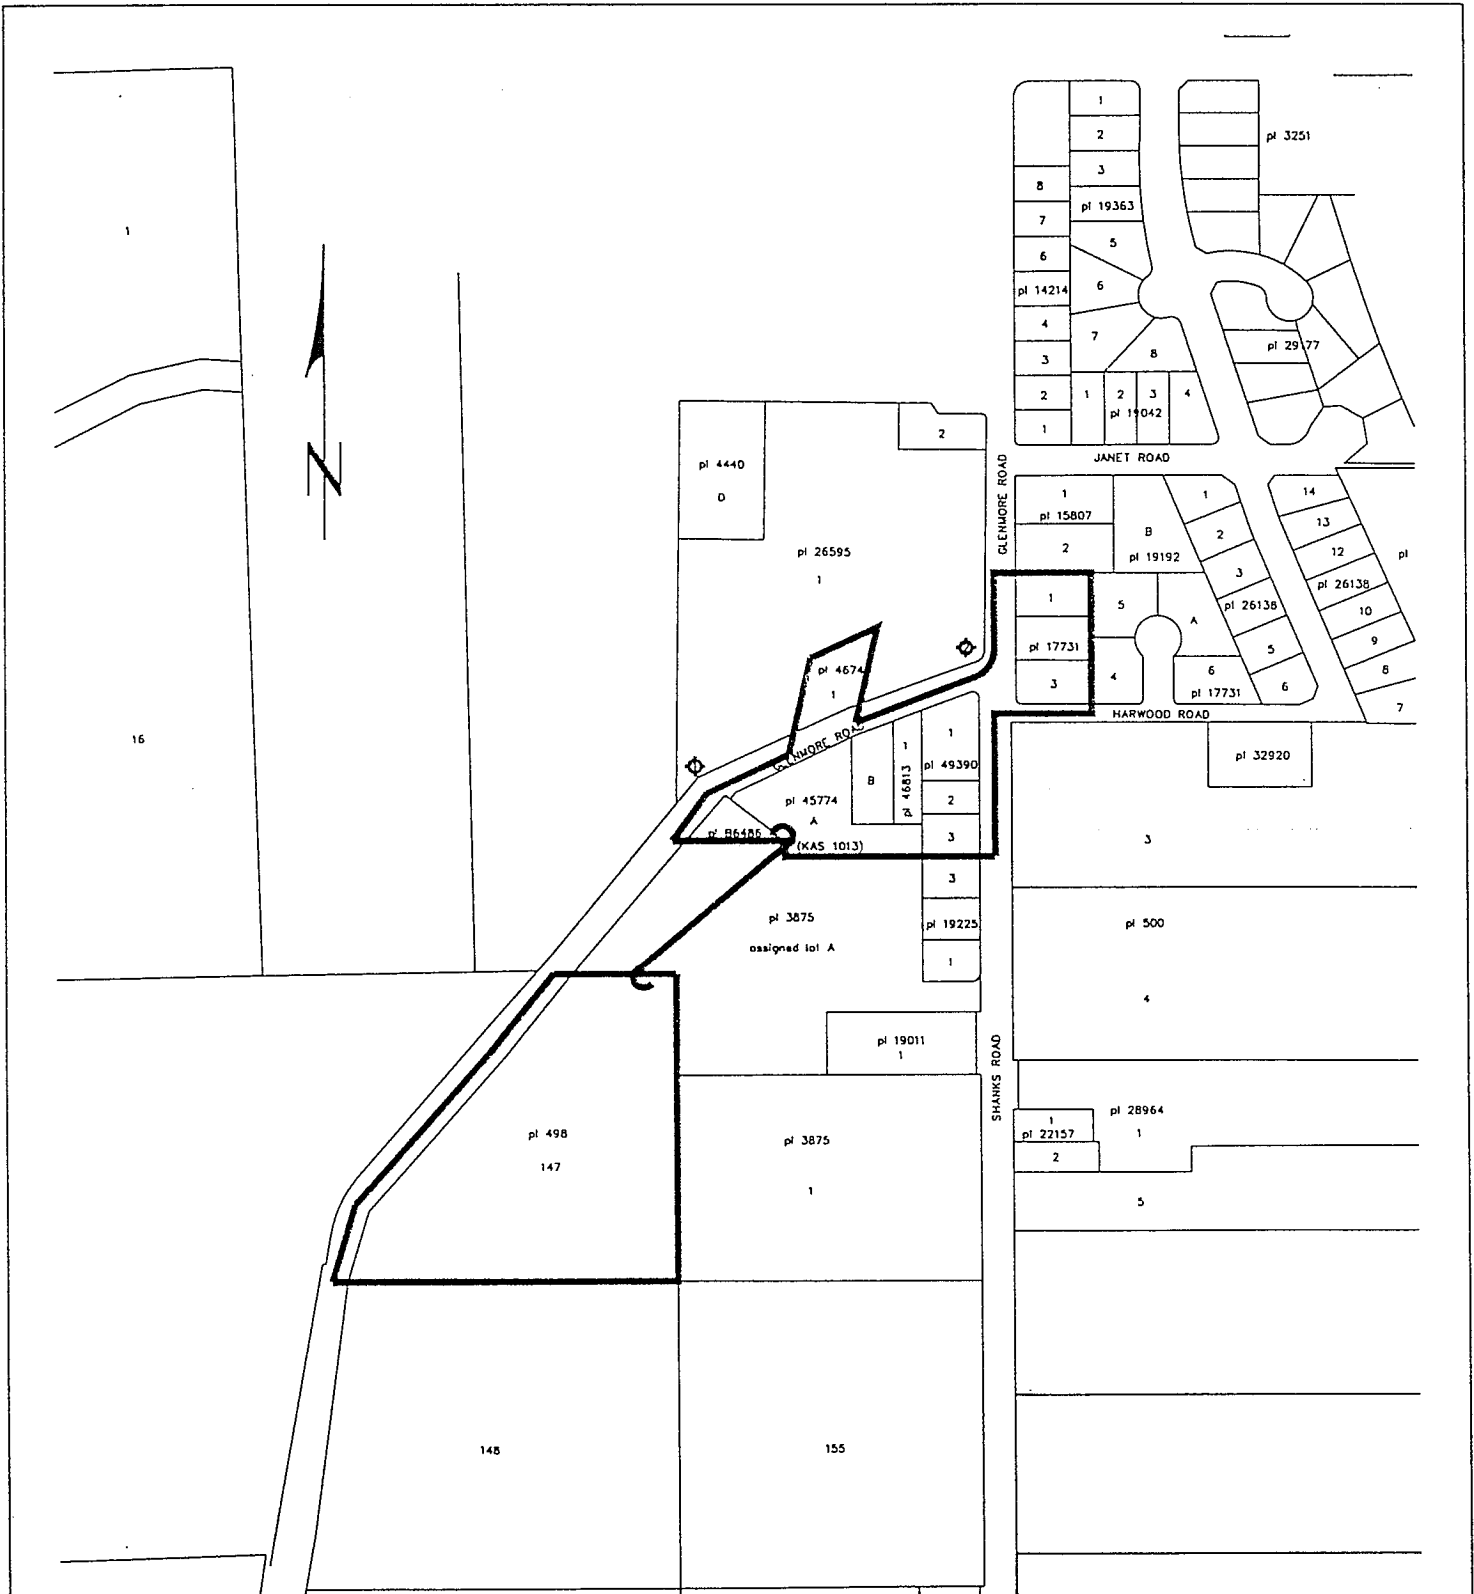 1
16
N
pl 4440
D
2
pl 26595
1
8
7
6
pl 14214
4
3
2
1
1
2
3
pl 19363
5
6
7
8
1
2
3
4
pl 19042
pl 3251
pl 29177
JANET ROAD
GLENMORE ROAD
1
pl 15807
2
B
pl 19192
1
2
3
pl 26138
5
6
14
13
12
pl 26138
10
9
8
7
pl
1
pl 17731
3
5
A
4
6
pl 17731
HARWOOD ROAD
pl 4674
1
GLENMORE ROAD
pl 45774
A
(KAS 1013)
B
1
pl 46813
1
pl 49390
2
3
pl B6486
pl 32920
3
3
pl 19225
1
pl 3875
assigned lot A
pl 500
4
pl 19011
1
SHANKS ROAD
pl 498
147
pl 3875
1
pl 28964
1
1
pl 22157
2
5
148
155